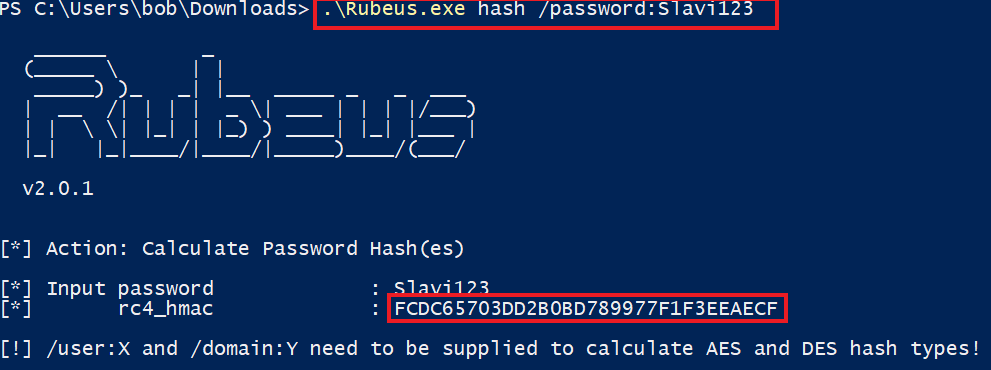 PS C:\Users\bob\Downloads> .\Rubeus.exe hash /password:Slavi123
Rubeus
v2.0.1
[*] Action: Calculate Password Hash(es)
[*] Input password : Slavi123
[*] rc4_hmac : FCDC65703DD2B0BD789977F1F3EEAECF
[!] /user:X and /domain:Y need to be supplied to calculate AES and DES hash types!